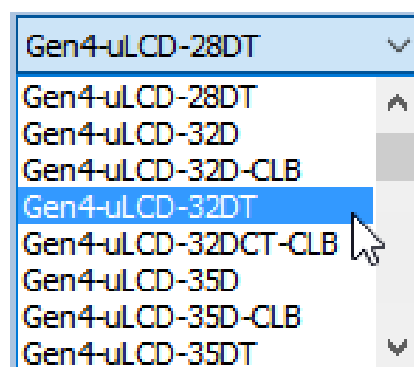 Gen4-uLCD-28DT
Gen4-uLCD-28DT
Gen4-uLCD-32D
Gen4-uLCD-32D-CLB
Gen4-uLCD-32DT
Gen4-uLCD-32DCT-CLB
Gen4-uLCD-35D
Gen4-uLCD-35D-CLB
Gen4-uLCD-35DT